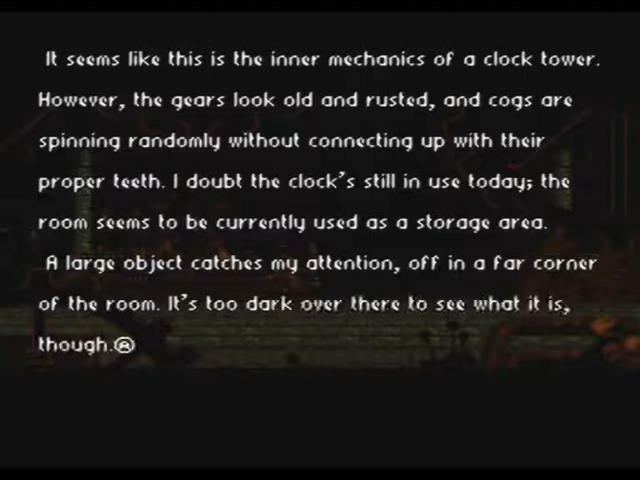 It seems like this is the inner mechanics of a clock tower.
However, the gears look old and rusted, and cogs are
spinning randomly without connecting up with their
proper teeth. I doubt the clock's still in use today; the
room seems to be currently used as a storage area.
A large object catches my attention, off in a far corner
of the room. It's too dark over there to see what it is,
though.Ⓐ